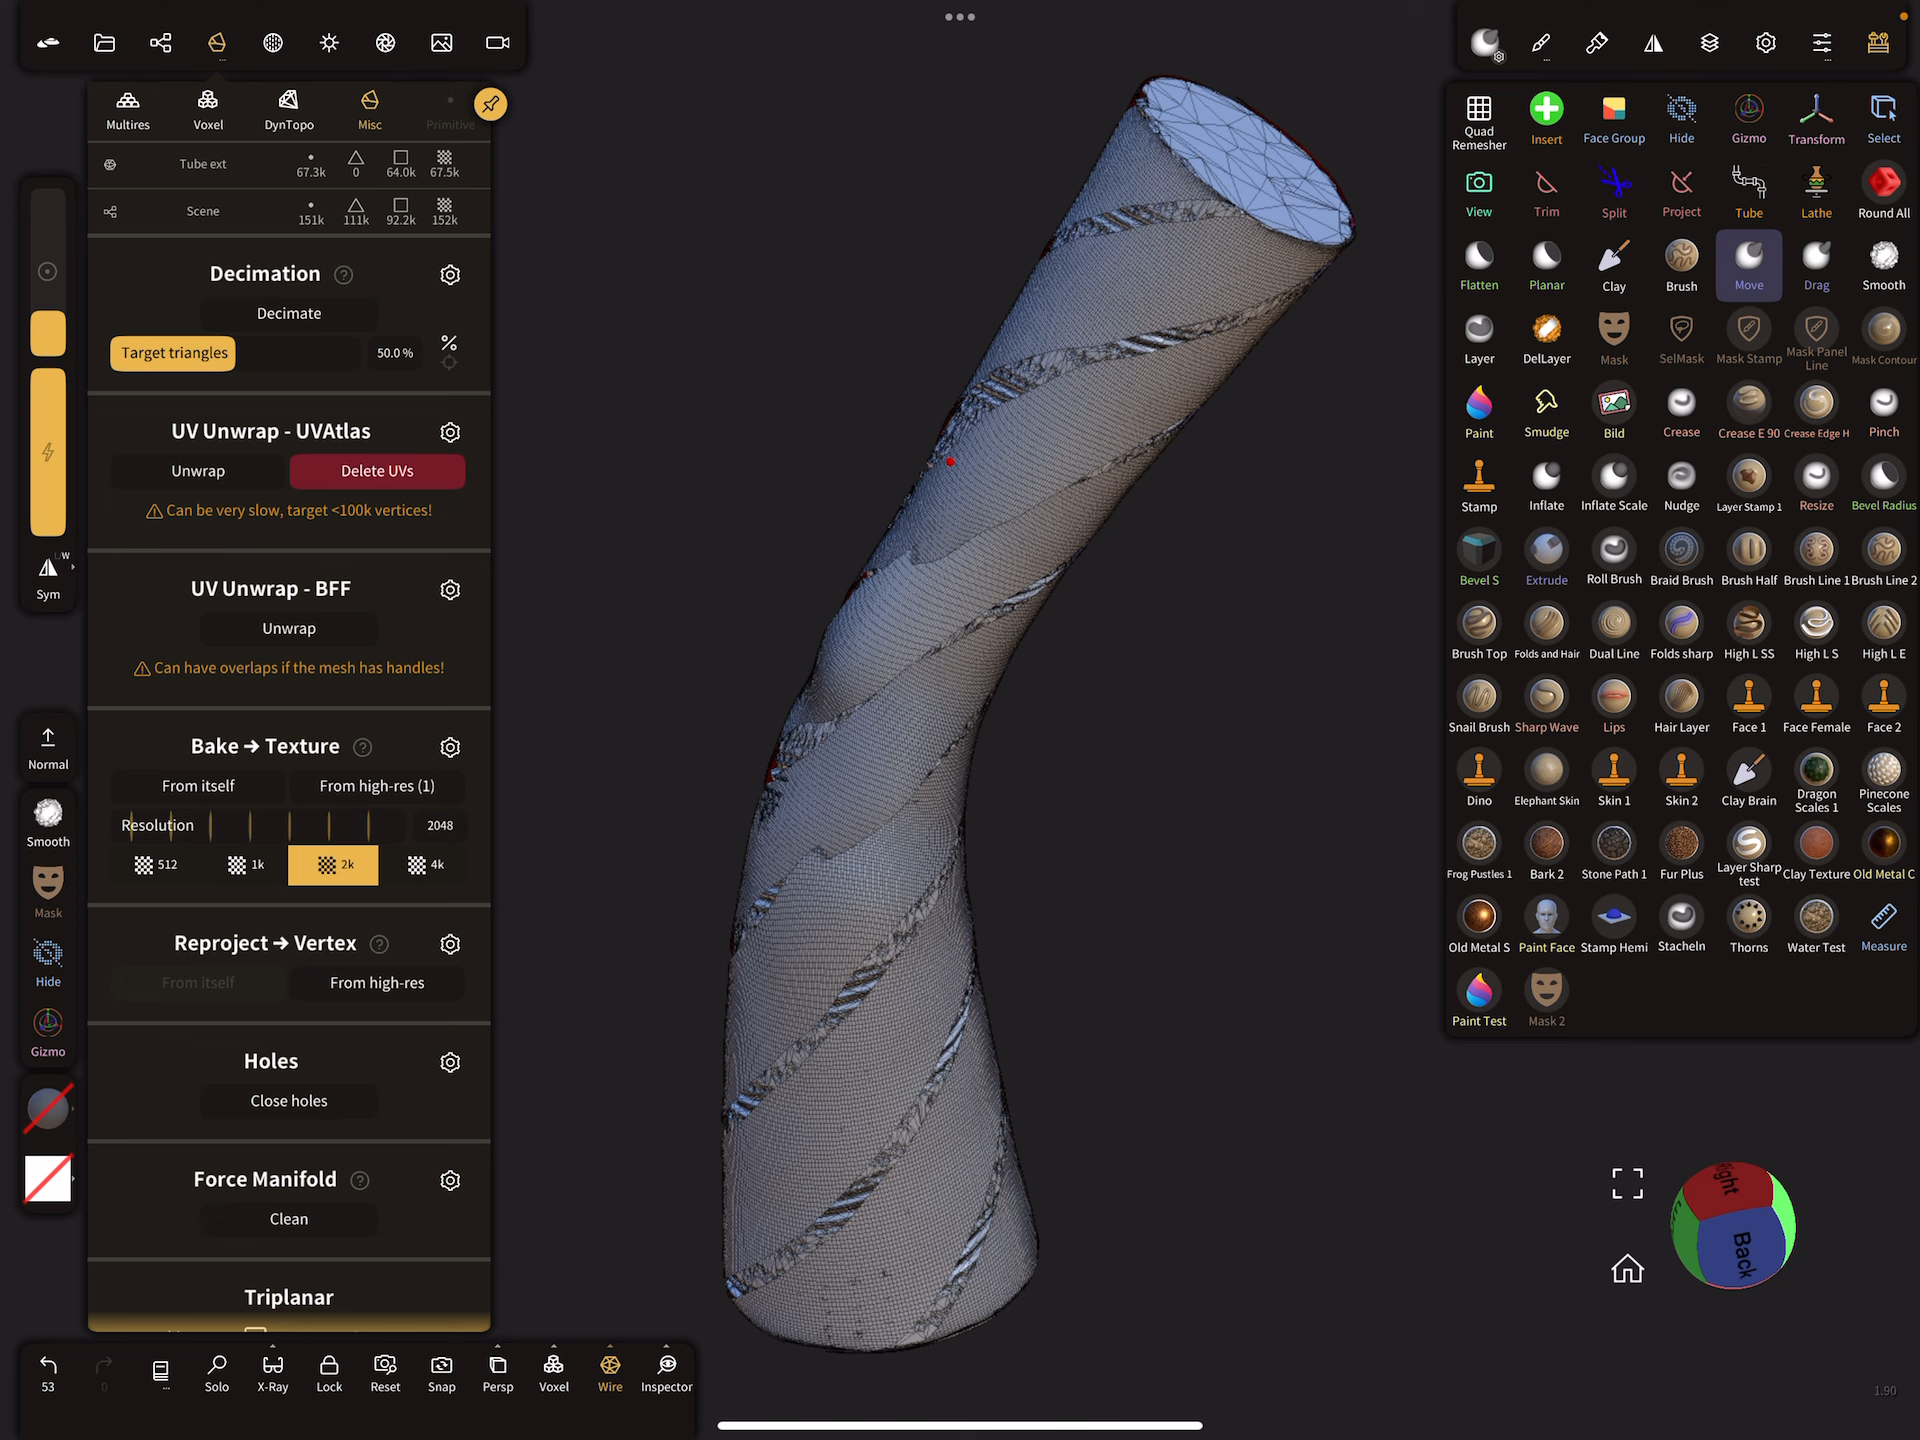 Multires
Voxel
DynTopo
Misc
Primitive
Tube ext
67.3k
0
64.0k
67.5k
Scene
151k
111k
92.2k
152k
Decimation ?
Decimate
Target triangles
50.0 %
%
UV Unwrap - UVAtlas
Unwrap
Delete UVs
Can be very slow, target <100k vertices!
UV Unwrap - BFF
Unwrap
Can have overlaps if the mesh has handles!
Bake → Texture ?
From itself
From high-res (1)
Resolution
2048
512
1k
2k
4k
Reproject → Vertex ?
From itself
From high-res
Holes
Close holes
Force Manifold ?
Clean
Triplanar
Sym
Normal
Smooth
Mask
Hide
Gizmo
53
0
Solo
X-Ray
Lock
Reset
Snap
Persp
Voxel
Wire
Inspector
Quad Remesher
Insert
Face Group
Hide
Gizmo
Transform
Select
View
Trim
Split
Project
Tube
Lathe
Round All
Flatten
Planar
Clay
Brush
Move
Drag
Smooth
Layer
DelLayer
Mask
SelMask
Mask Stamp
Mask Panel Line
Mask Contour
Paint
Smudge
Bild
Crease
Crease E 90
Crease Edge H
Pinch
Stamp
Inflate
Inflate Scale
Nudge
Layer Stamp 1
Resize
Bevel Radius
Bevel S
Extrude
Roll Brush
Braid Brush
Brush Half
Brush Line 1
Brush Line 2
Brush Top
Folds and Hair
Dual Line
Folds sharp
High L SS
High L S
High L E
Snail Brush
Sharp Wave
Lips
Hair Layer
Face 1
Face Female
Face 2
Dino
Elephant Skin
Skin 1
Skin 2
Clay Brain
Dragon Scales 1
Pinecone Scales
Frog Pustles 1
Bark 2
Stone Path 1
Fur Plus
Layer Sharp test
Clay Texture
Old Metal C
Old Metal S
Paint Face
Stamp Hemi
Stacheln
Thorns
Water Test
Measure
Paint Test
Mask 2
Right
Back
1.90